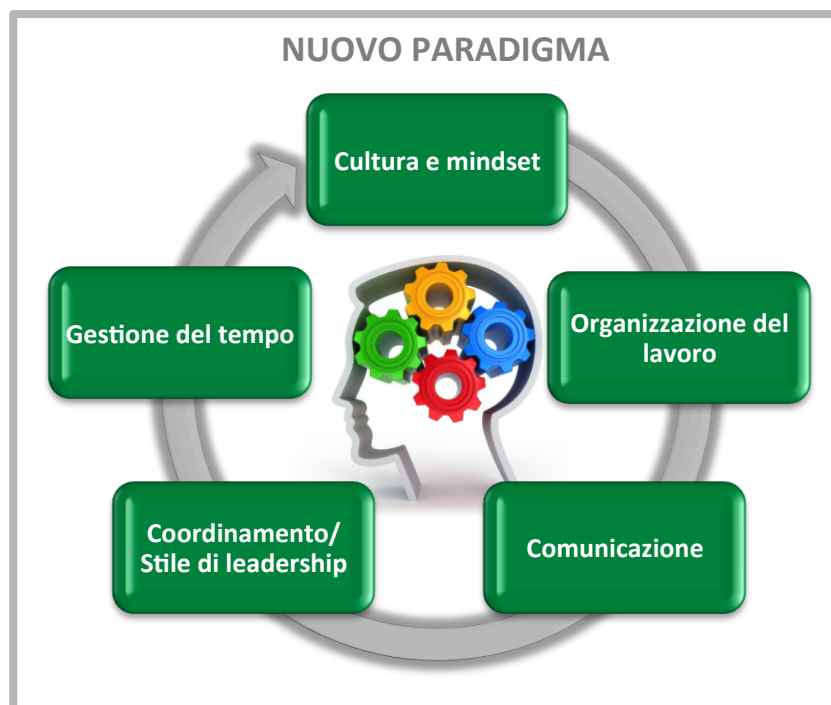 NUOVO PARADIGMA
Cultura e mindset
Organizzazione del
lavoro
Comunicazione
Coordinamento/
Stile di leadership
Gestione del tempo